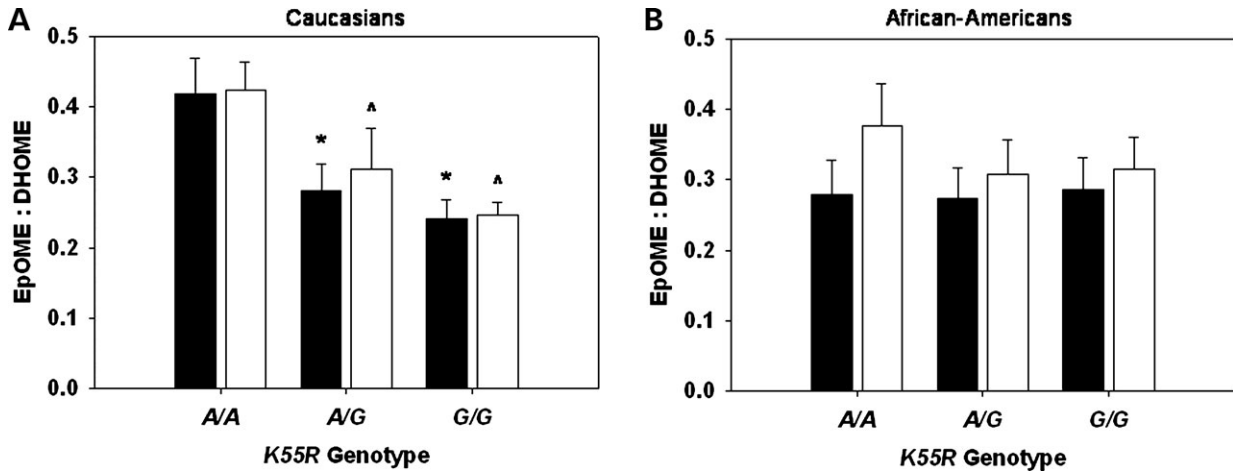 A
Caucasians
EpOME : DHOME
0.5
0.4
0.3
0.2
0.1
0.0
*
^
*
^
A/A A/G G/G
K55R Genotype
B
African-Americans
EpOME : DHOME
0.5
0.4
0.3
0.2
0.1
0.0
A/A A/G G/G
K55R Genotype